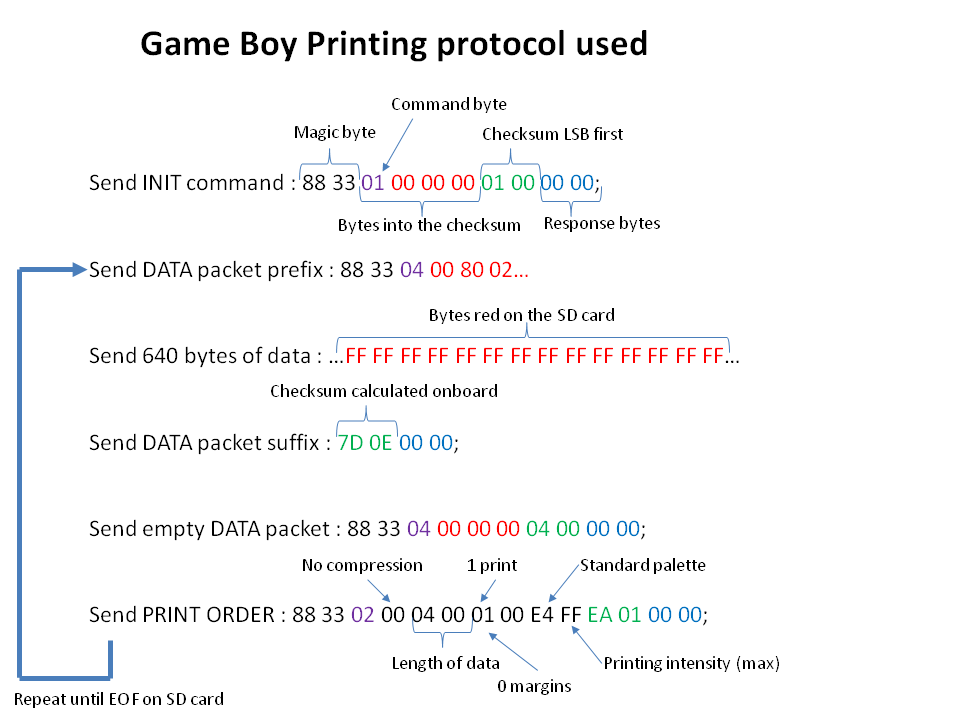 Game Boy Printing protocol used
Command byte
Magic byte
Checksum LSB first
Send INIT command : 88 33 01 00 00 00 01 00 00 00;
Bytes into the checksum
Response bytes
Send DATA packet prefix : 88 33 04 00 80 02...
Bytes red on the SD card
Send 640 bytes of data : ...FF FF FF FF FF FF FF FF FF FF FF FF FF FF...
Checksum calculated onboard
Send DATA packet suffix : 7D 0E 00 00;
Send empty DATA packet : 88 33 04 00 00 00 04 00 00 00;
No compression
1 print
Standard palette
Send PRINT ORDER : 88 33 02 00 04 00 01 00 E4 FF EA 01 00 00;
Length of data
Printing intensity (max)
0 margins
Repeat until EOF on SD card